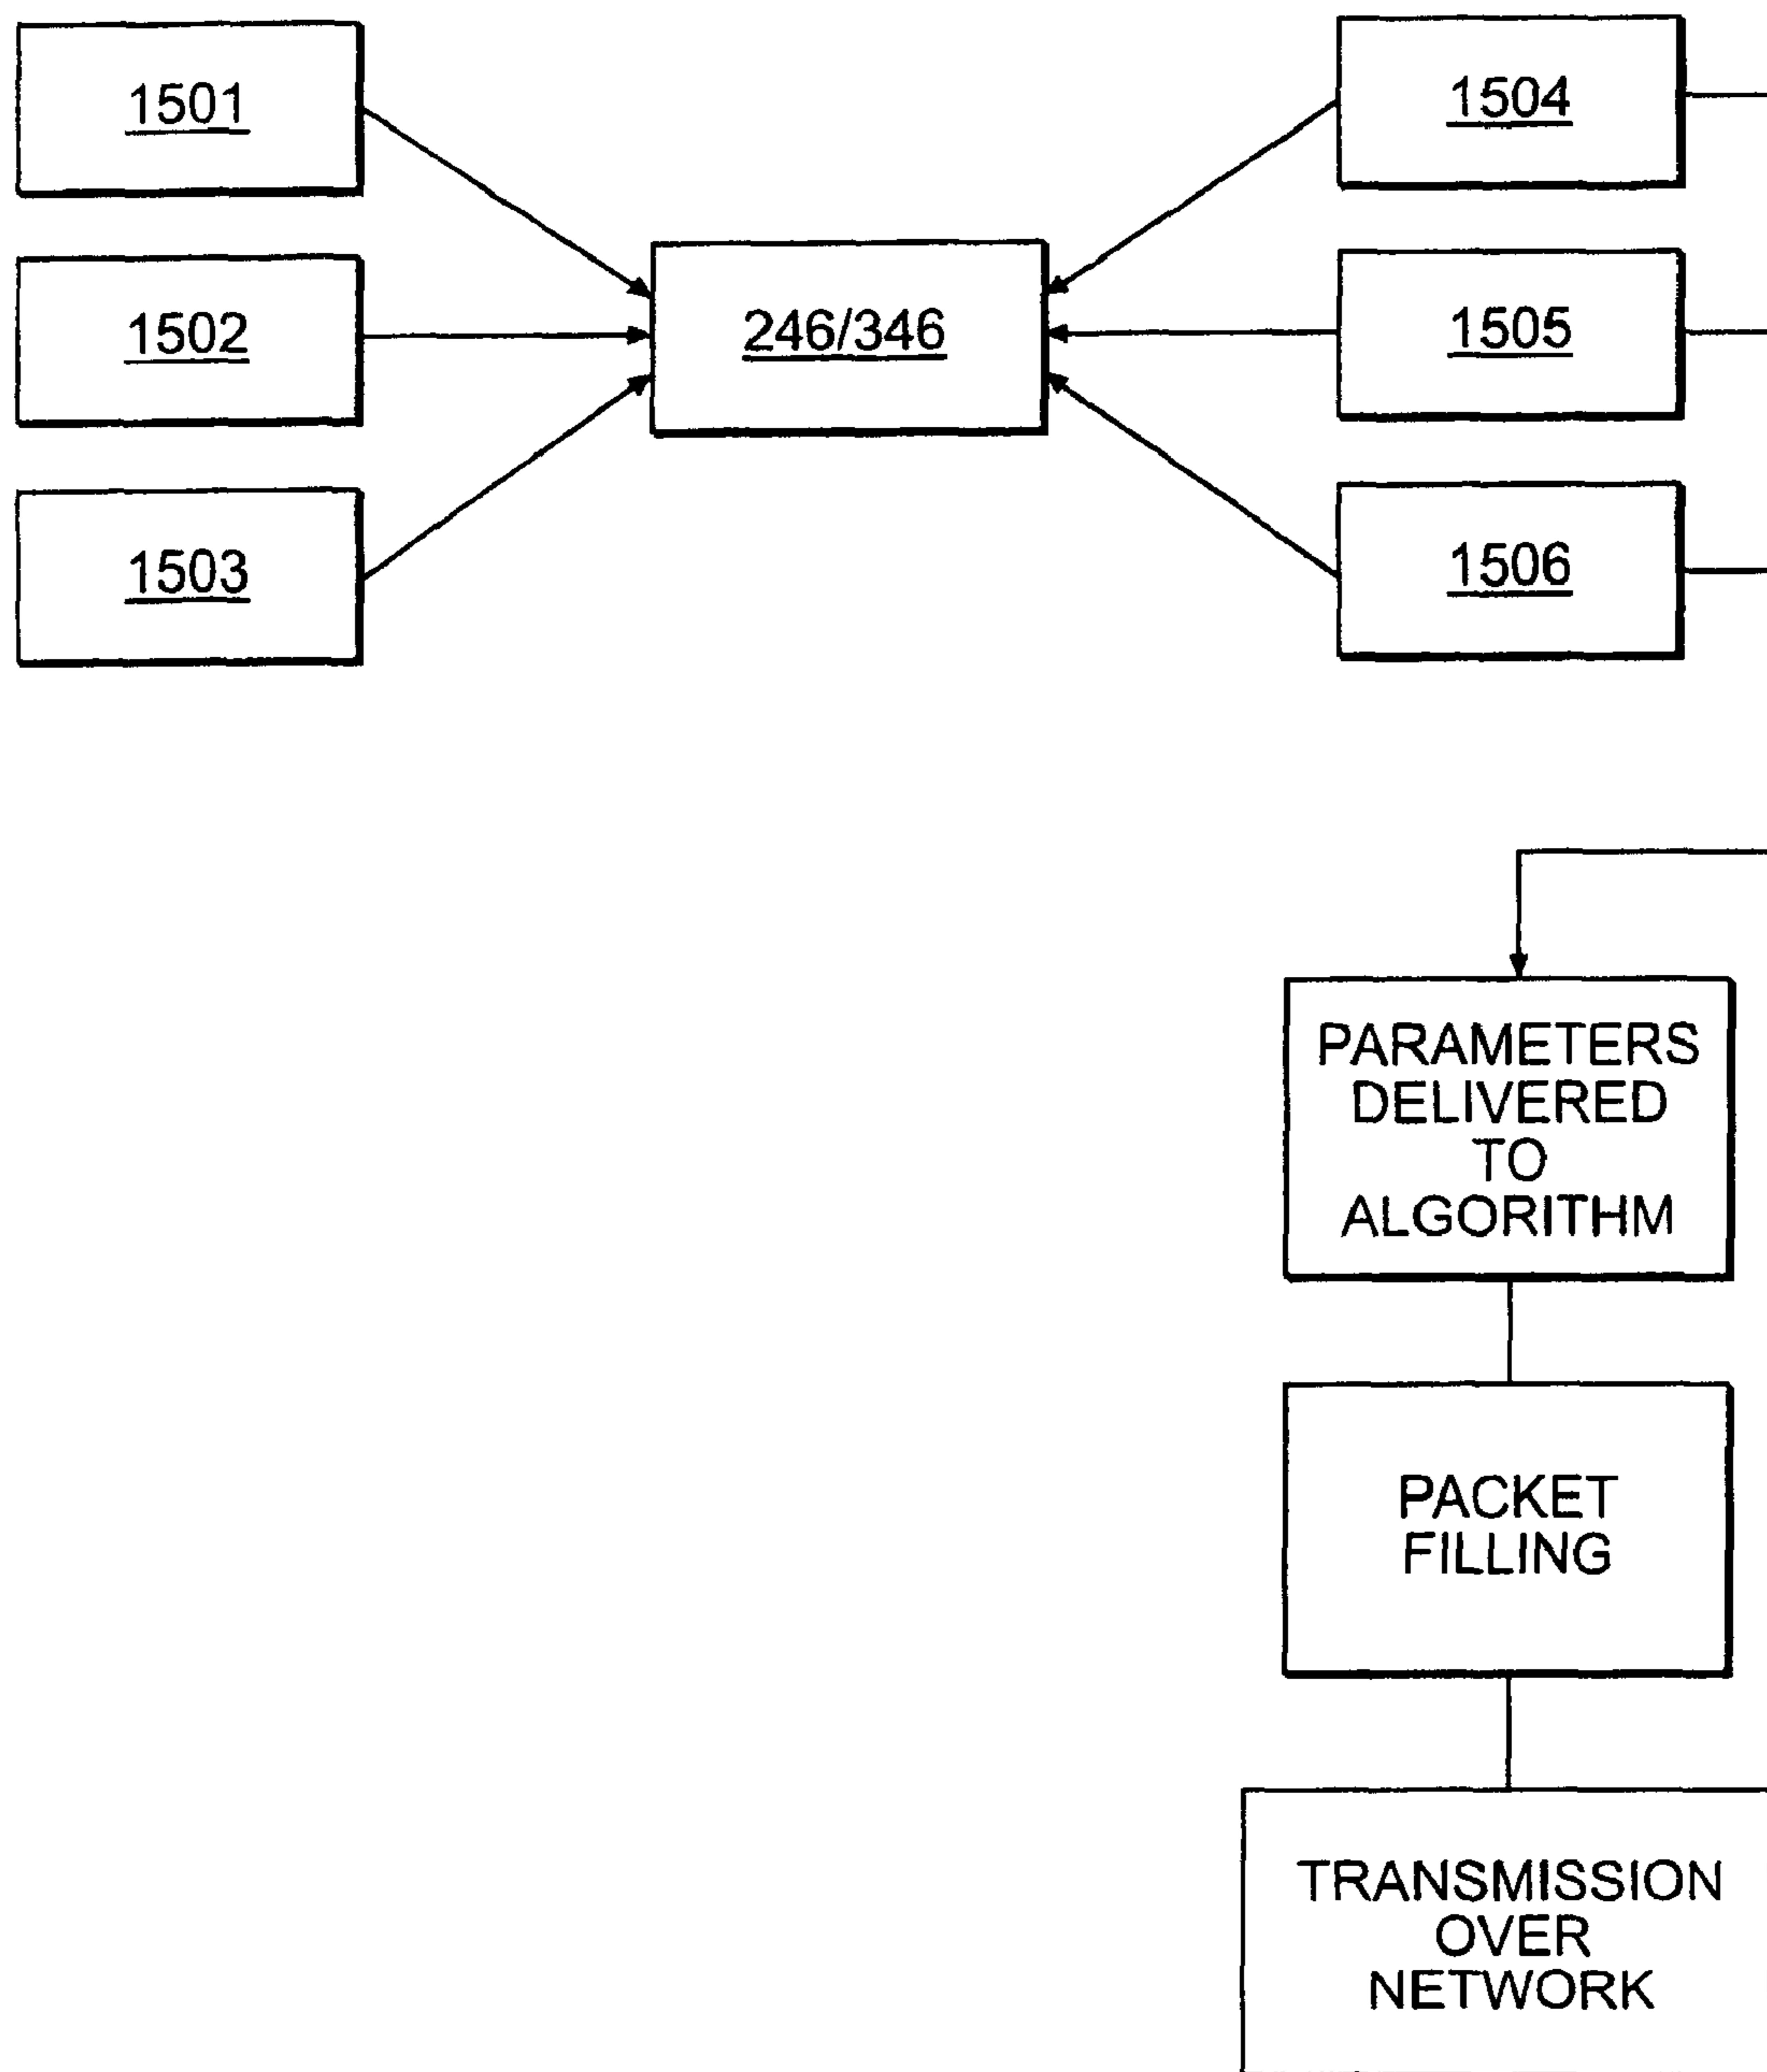 1501
1504
246/346
1502
1505
1503
1506
PARAMETERS
DELIVERED
TO
ALGORITHM
PACKET
FILLING
TRANSMISSION
OVER
NETWORK